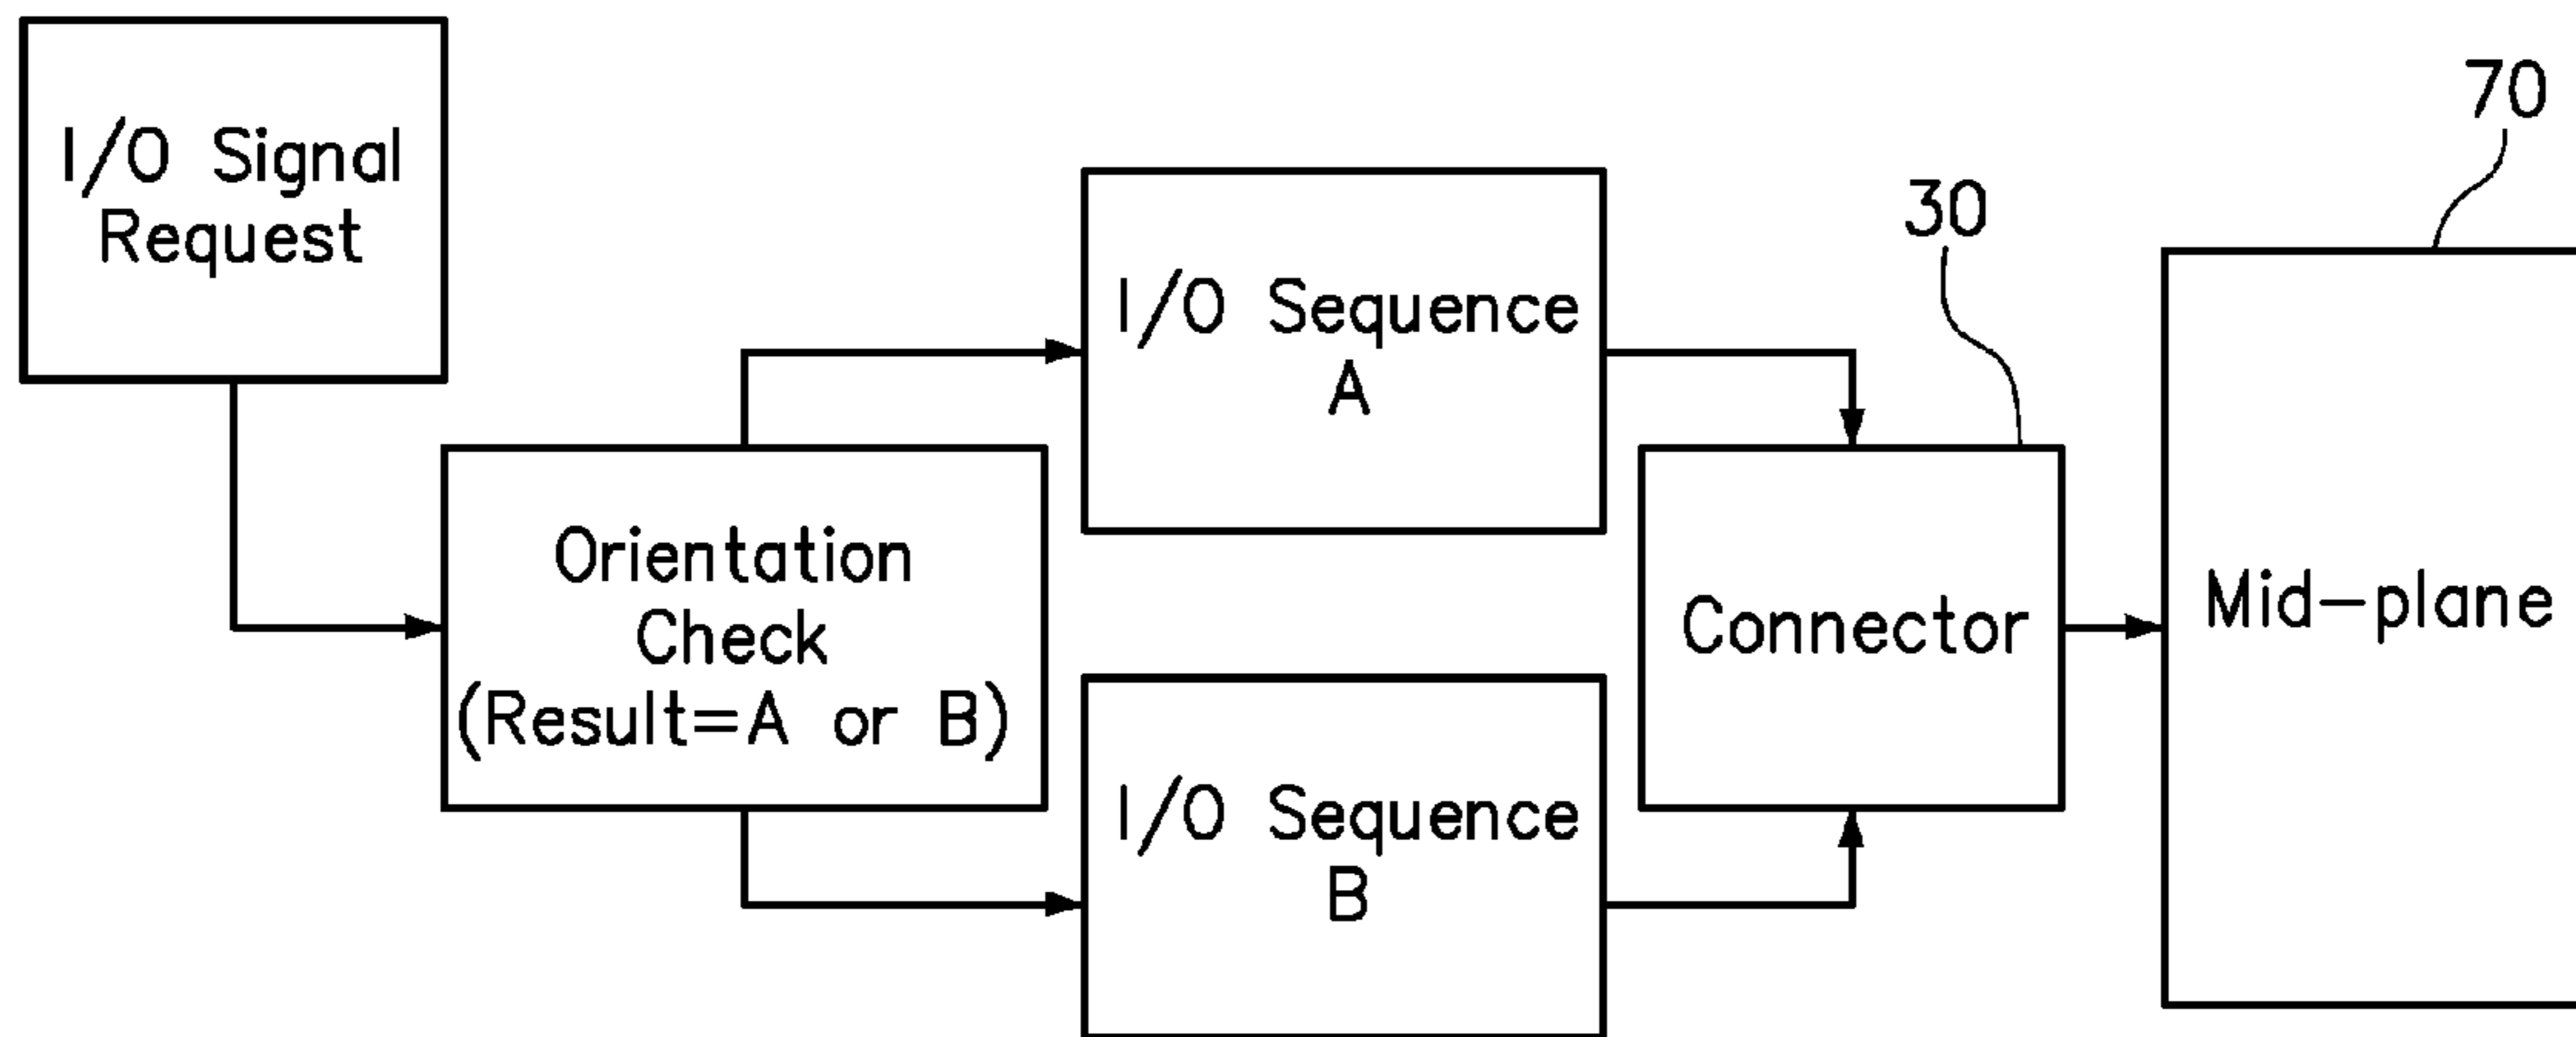 I/O Signal
Request
Orientation
Check
(Result=A or B)
I/O Sequence
A
I/O Sequence
B
30
Connector
70
Mid-plane